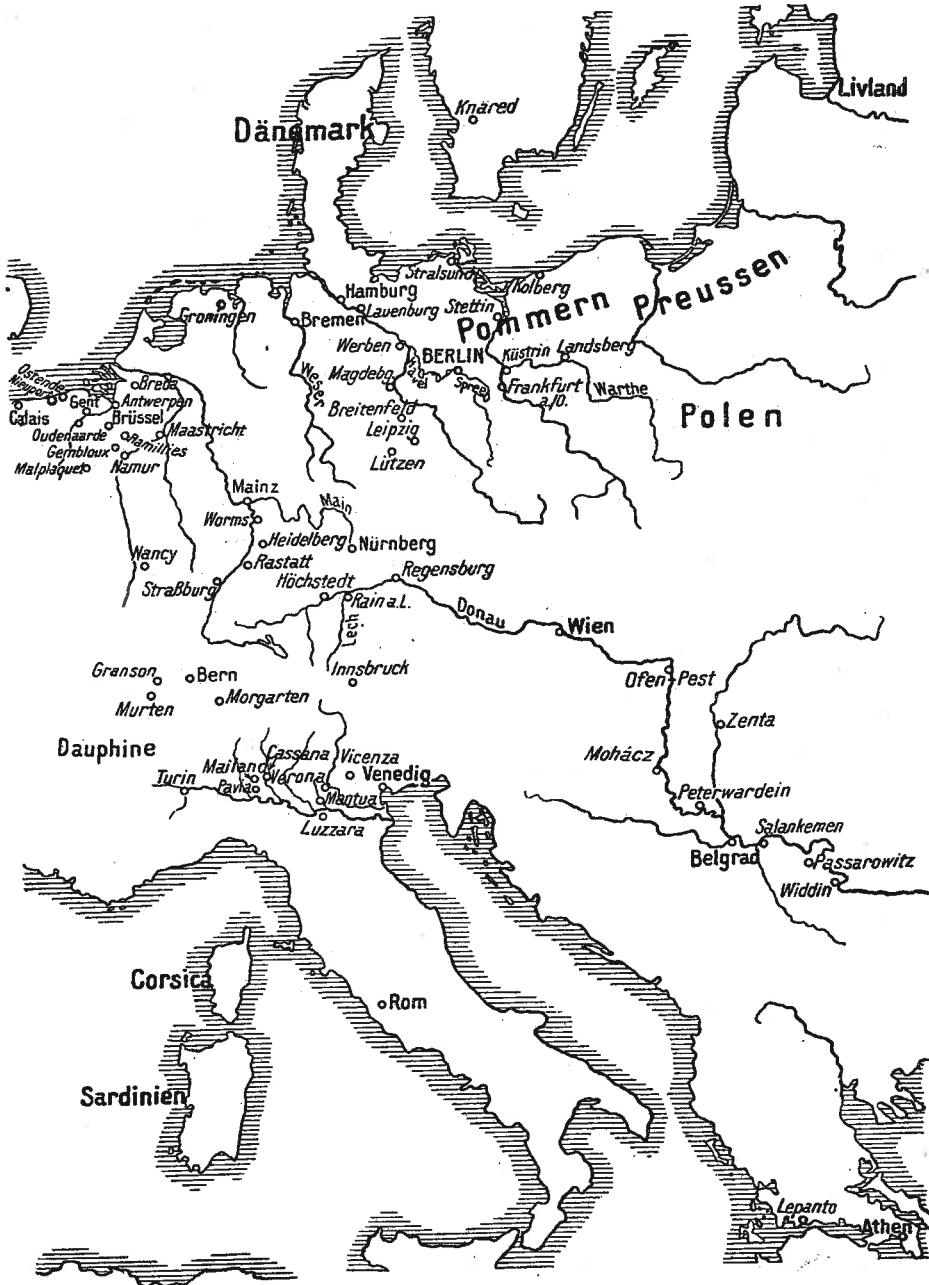 Livland
Knäred
Dänemark
Stralsund
Kolberg
Preussen
Hamburg
Lauenburg
Stettin
Pommern
Groningen
Bremen
Werben
BERLIN
Küstrin
Landsberg
Havel
Spree
Weser
Magdebg.
Frankfurt
a/O.
Warthe
Ostende
Nieuport
Breda
Calais
Gent
Antwerpen
Breitenfeld
Polen
Brüssel
Leipzig
Oudenaarde
Ramillies
Maastricht
Gembloux
Lützen
Malplaquet
Namur
Mainz
Main
Worms
Heidelberg
Nürnberg
Nancy
Rastatt
Regensburg
Straßburg
Höchstedt
Rain a.L.
Donau
Lech
Wien
Granson
Bern
Innsbruck
Ofen-Pest
Murten
Morgarten
Zenta
Dauphine
Cassana
Vicenza
Mohácz
Turin
Mailand
Verona
Venedig
Pavia
Mantua
Peterwardein
Luzzara
Salankemen
Belgrad
Passarowitz
Widdin
Corsica
Rom
Sardinien
Lepanto
Athen